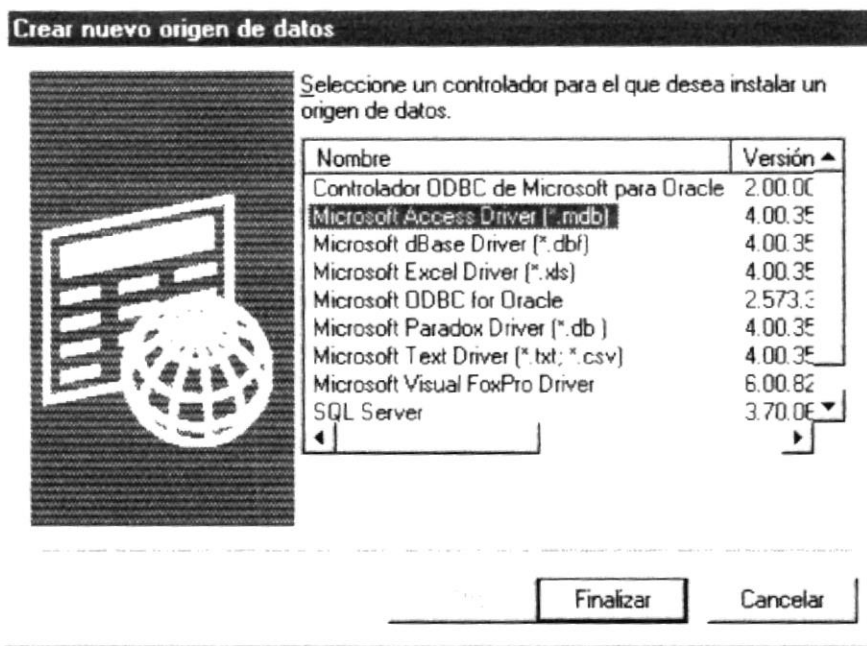 Crear nuevo origen de datos
Seleccione un controlador para el que desea instalar un
origen de datos.
Nombre Versión
Controlador ODBC de Microsoft para Oracle 2.00.00
Microsoft Access Driver (*.mdb) 4.00.35
Microsoft dBase Driver (*.dbf) 4.00.35
Microsoft Excel Driver (*.xls) 4.00.35
Microsoft ODBC for Oracle 2.573.3
Microsoft Paradox Driver (*.db ) 4.00.35
Microsoft Text Driver (*.txt; *.csv) 4.00.35
Microsoft Visual FoxPro Driver 6.00.82
SQL Server 3.70.06
Finalizar Cancelar